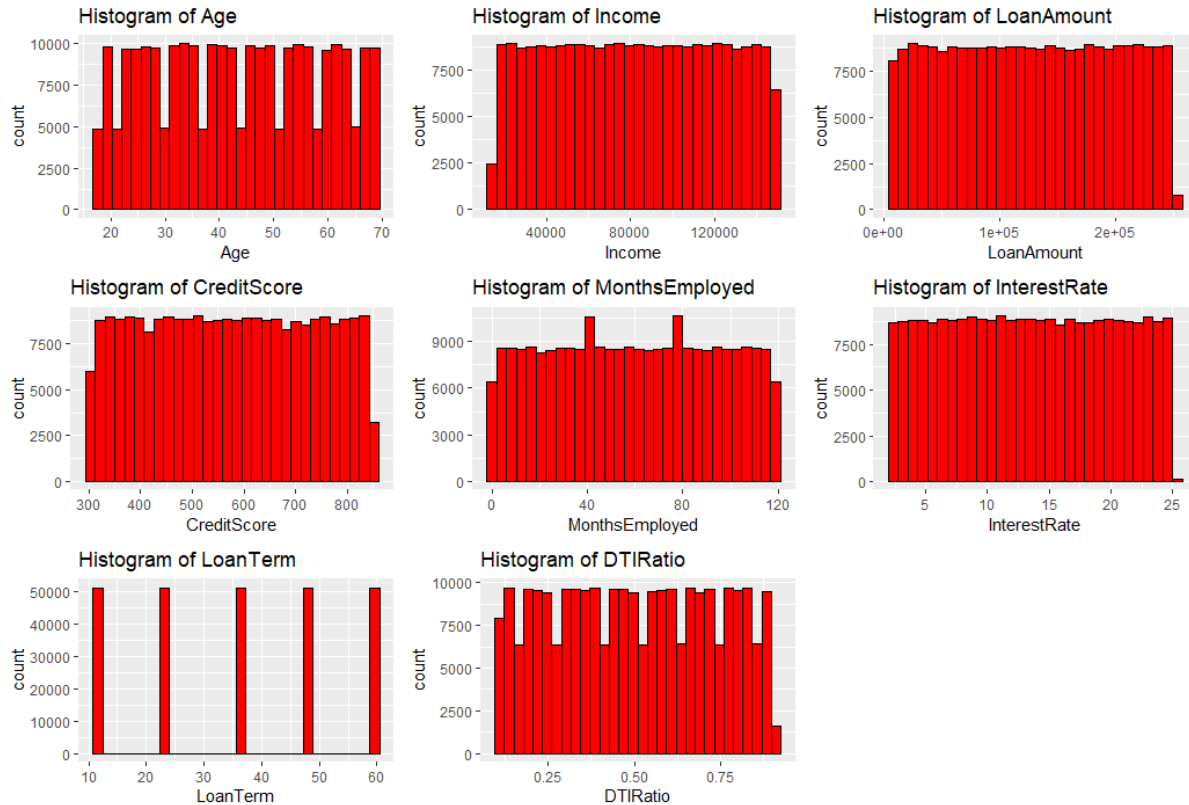 Histogram of Age
10000
7500
5000
2500
0
count
20
30
40
50
60
70
Age
Histogram of Income
7500
5000
2500
0
count
40000
80000
120000
Income
Histogram of LoanAmount
7500
5000
2500
0
count
0e+00
1e+05
2e+05
LoanAmount
Histogram of CreditScore
7500
5000
2500
0
count
300
400
500
600
700
800
CreditScore
Histogram of MonthsEmployed
9000
6000
3000
0
count
0
40
80
120
MonthsEmployed
Histogram of InterestRate
7500
5000
2500
0
count
5
10
15
20
25
InterestRate
Histogram of LoanTerm
50000
40000
30000
20000
10000
0
count
10
20
30
40
50
60
LoanTerm
Histogram of DTIRatio
10000
7500
5000
2500
0
count
0.25
0.50
0.75
DTIRatio